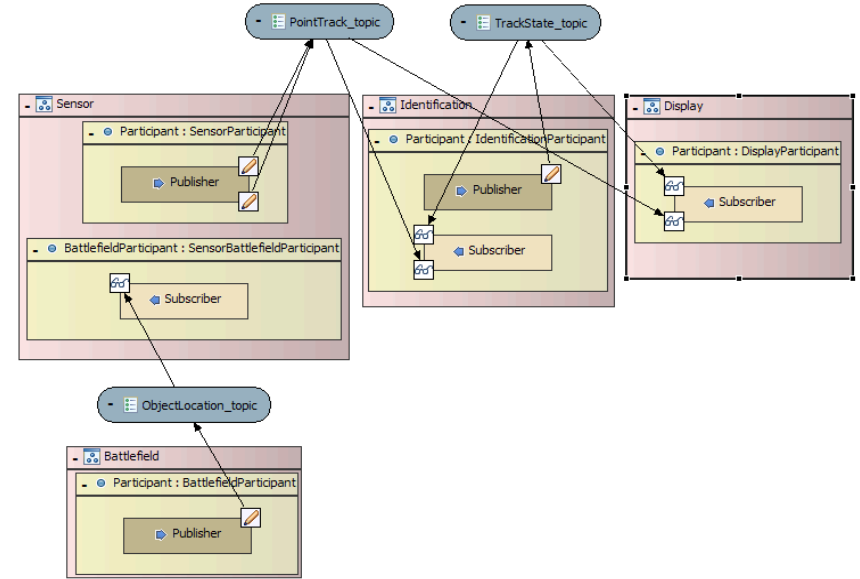 PointTrack_topic
TrackState_topic
Sensor
Participant : SensorParticipant
Publisher
BattlefieldParticipant : SensorBattlefieldParticipant
Subscriber
Identification
Participant : IdentificationParticipant
Publisher
Subscriber
Display
Participant : DisplayParticipant
Subscriber
ObjectLocation_topic
Battlefield
Participant : BattlefieldParticipant
Publisher